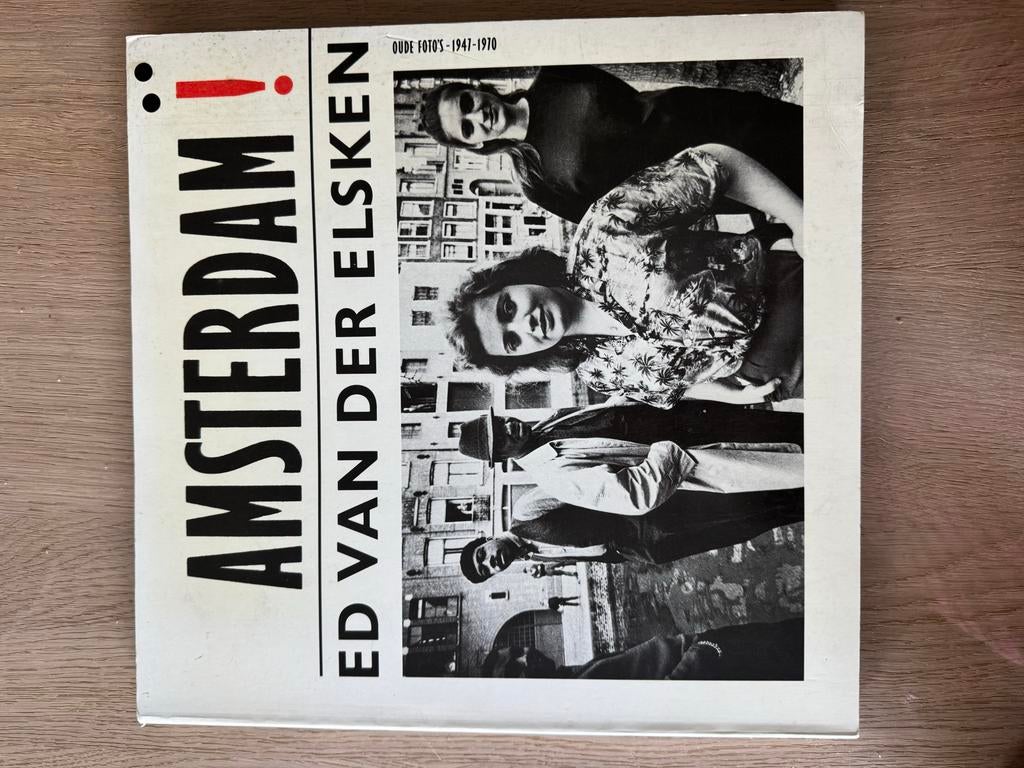 AMSTERDAM!
ED VAN DER ELSKEN
OUDE FOTO'S - 1947-1970